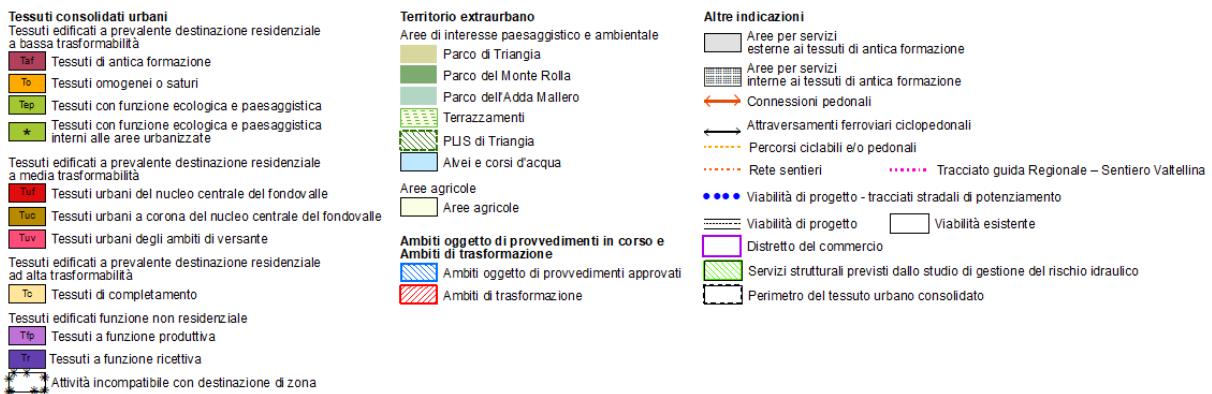 Tessuti consolidati urbani
Tessuti edificati a prevalente destinazione residenziale
a bassa trasformabilità
Taf Tessuti di antica formazione
To Tessuti omogenei o saturi
Tep Tessuti con funzione ecologica e paesaggistica
Tessuti con funzione ecologica e paesaggistica
interni alle aree urbanizzate
Tessuti edificati a prevalente destinazione residenziale
a media trasformabilità
Tuf Tessuti urbani del nucleo centrale del fondovalle
Tuc Tessuti urbani a corona del nucleo centrale del fondovalle
Tuv Tessuti urbani degli ambiti di versante
Tessuti edificati a prevalente destinazione residenziale
ad alta trasformabilità
Tc Tessuti di completamento
Tessuti edificati funzione non residenziale
Tfp Tessuti a funzione produttiva
Tr Tessuti a funzione ricettiva
Attività incompatibile con destinazione di zona
Territorio extraurbano
Aree di interesse paesaggistico e ambientale
Parco di Triangia
Parco del Monte Rolla
Parco dell'Adda Mallero
Terrazzamenti
PLIS di Triangia
Alvei e corsi d'acqua
Aree agricole
Aree agricole
Ambiti oggetto di provvedimenti in corso e
Ambiti di trasformazione
Ambiti oggetto di provvedimenti approvati
Ambiti di trasformazione
Altre indicazioni
Aree per servizi
esterne ai tessuti di antica formazione
Aree per servizi
interne ai tessuti di antica formazione
Connessioni pedonali
Attraversamenti ferroviari ciclopedonali
Percorsi ciclabili e/o pedonali
Rete sentieri
Tracciato guida Regionale – Sentiero Valtellina
Viabilità di progetto - tracciati stradali di potenziamento
Viabilità di progetto
Viabilità esistente
Distretto del commercio
Servizi strutturali previsti dallo studio di gestione del rischio idraulico
Perimetro del tessuto urbano consolidato